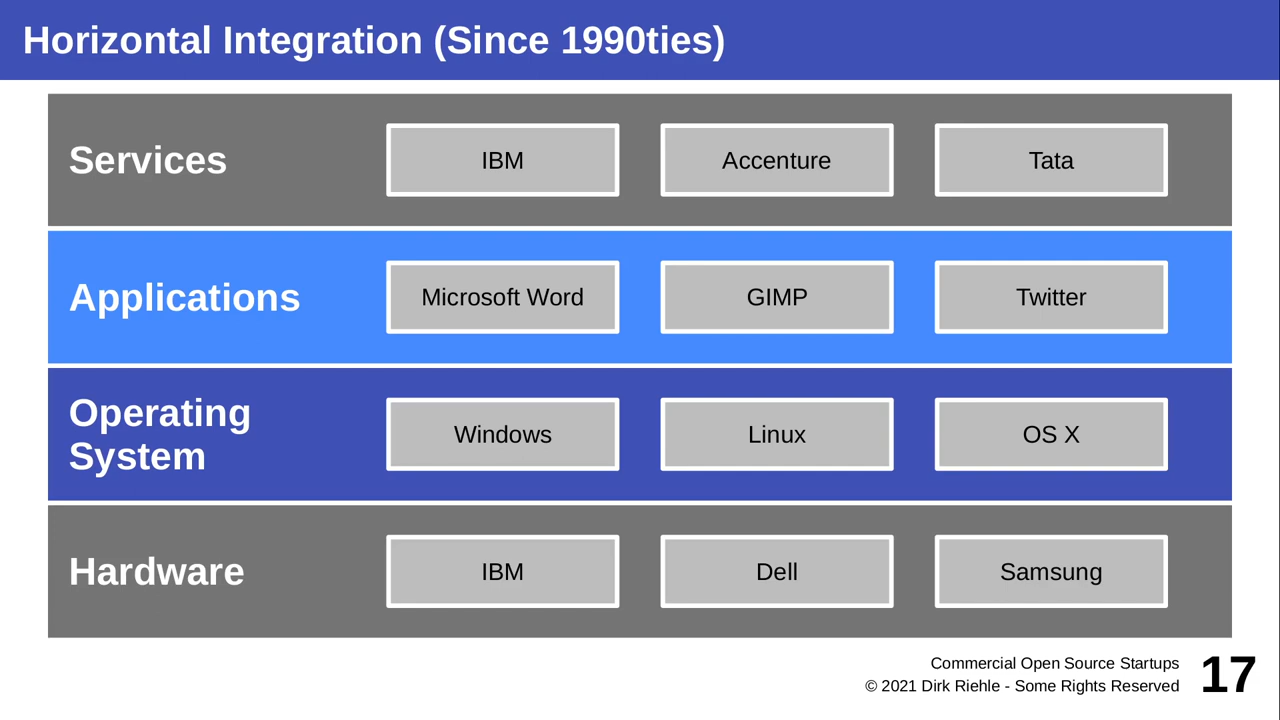 Horizontal Integration (Since 1990ties)
Services
IBM
Accenture
Tata
Applications
Microsoft Word
GIMP
Twitter
Operating
System
Windows
Linux
OS X
Hardware
IBM
Dell
Samsung
Commercial Open Source Startups
© 2021 Dirk Riehle - Some Rights Reserved
17